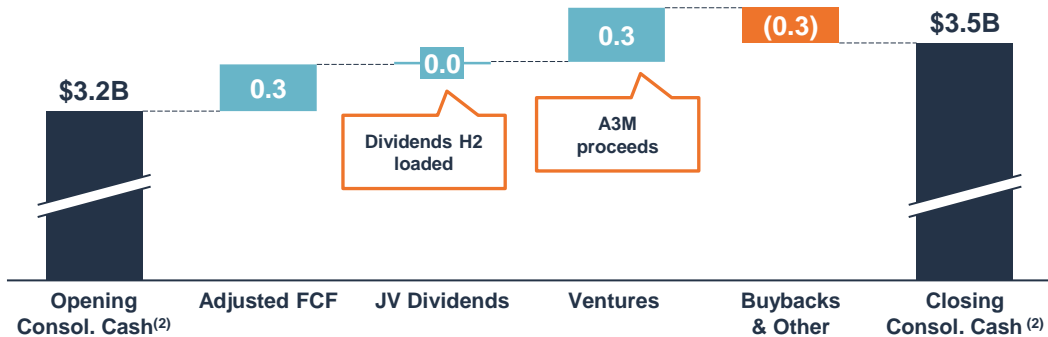 $3.2B
0.3
0.0
0.3
(0.3)
$3.5B
Dividends H2
loaded
A3M
proceeds
Opening
Consol. Cash(2)
Adjusted FCF
JV Dividends
Ventures
Buybacks
& Other
Closing
Consol. Cash (2)